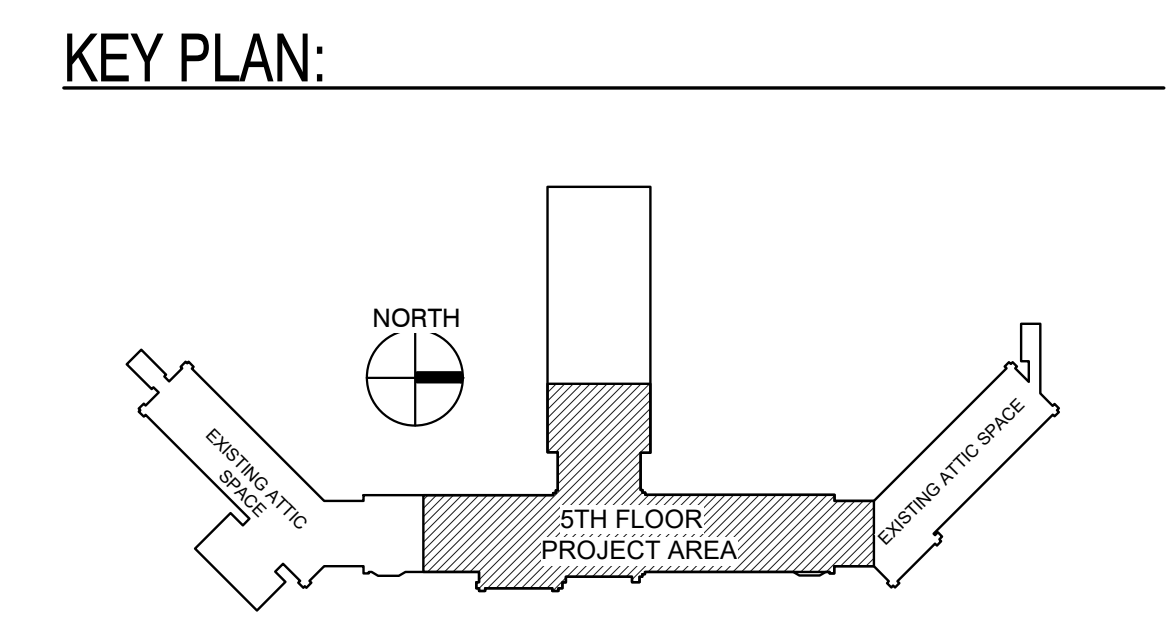 KEY PLAN:
NORTH
EXISTING ATTIC
SPACE
EXISTING ATTIC SPACE
5TH FLOOR
PROJECT AREA